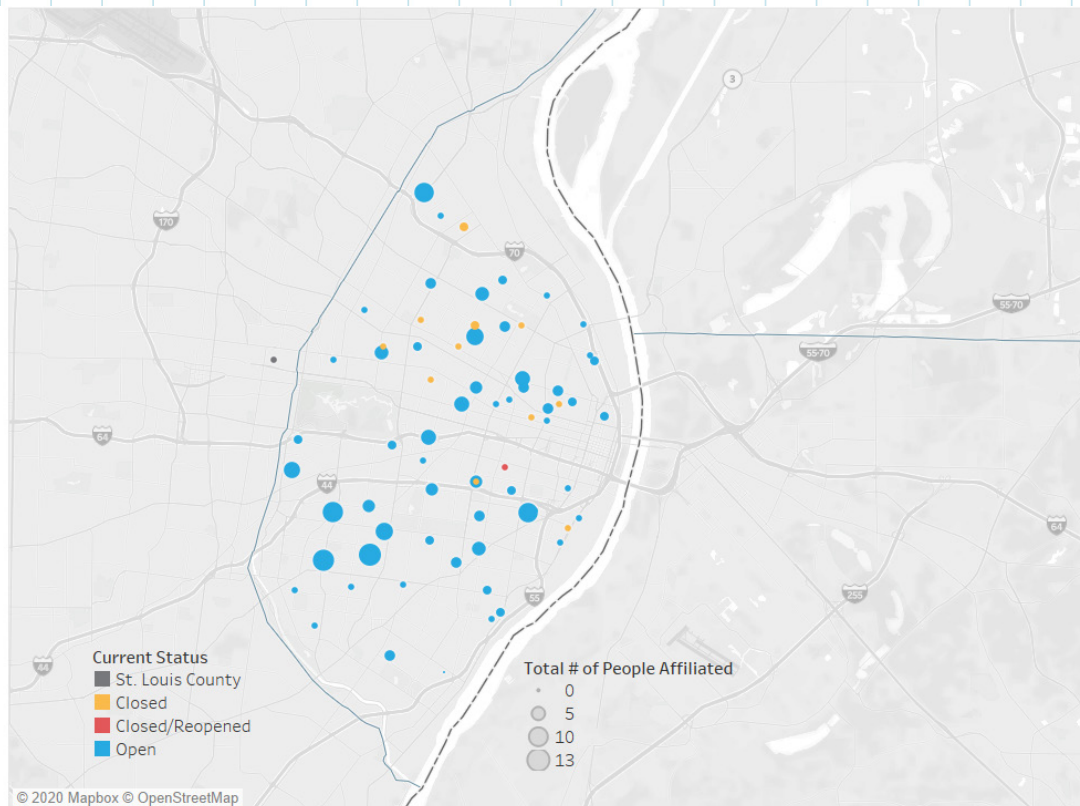 3
170
70
55-70
55-70
64
44
64
55
255
44
Current Status
St. Louis County
Closed
Closed/Reopened
Open
Total # of People Affiliated
0
5
10
13
© 2020 Mapbox © OpenStreetMap